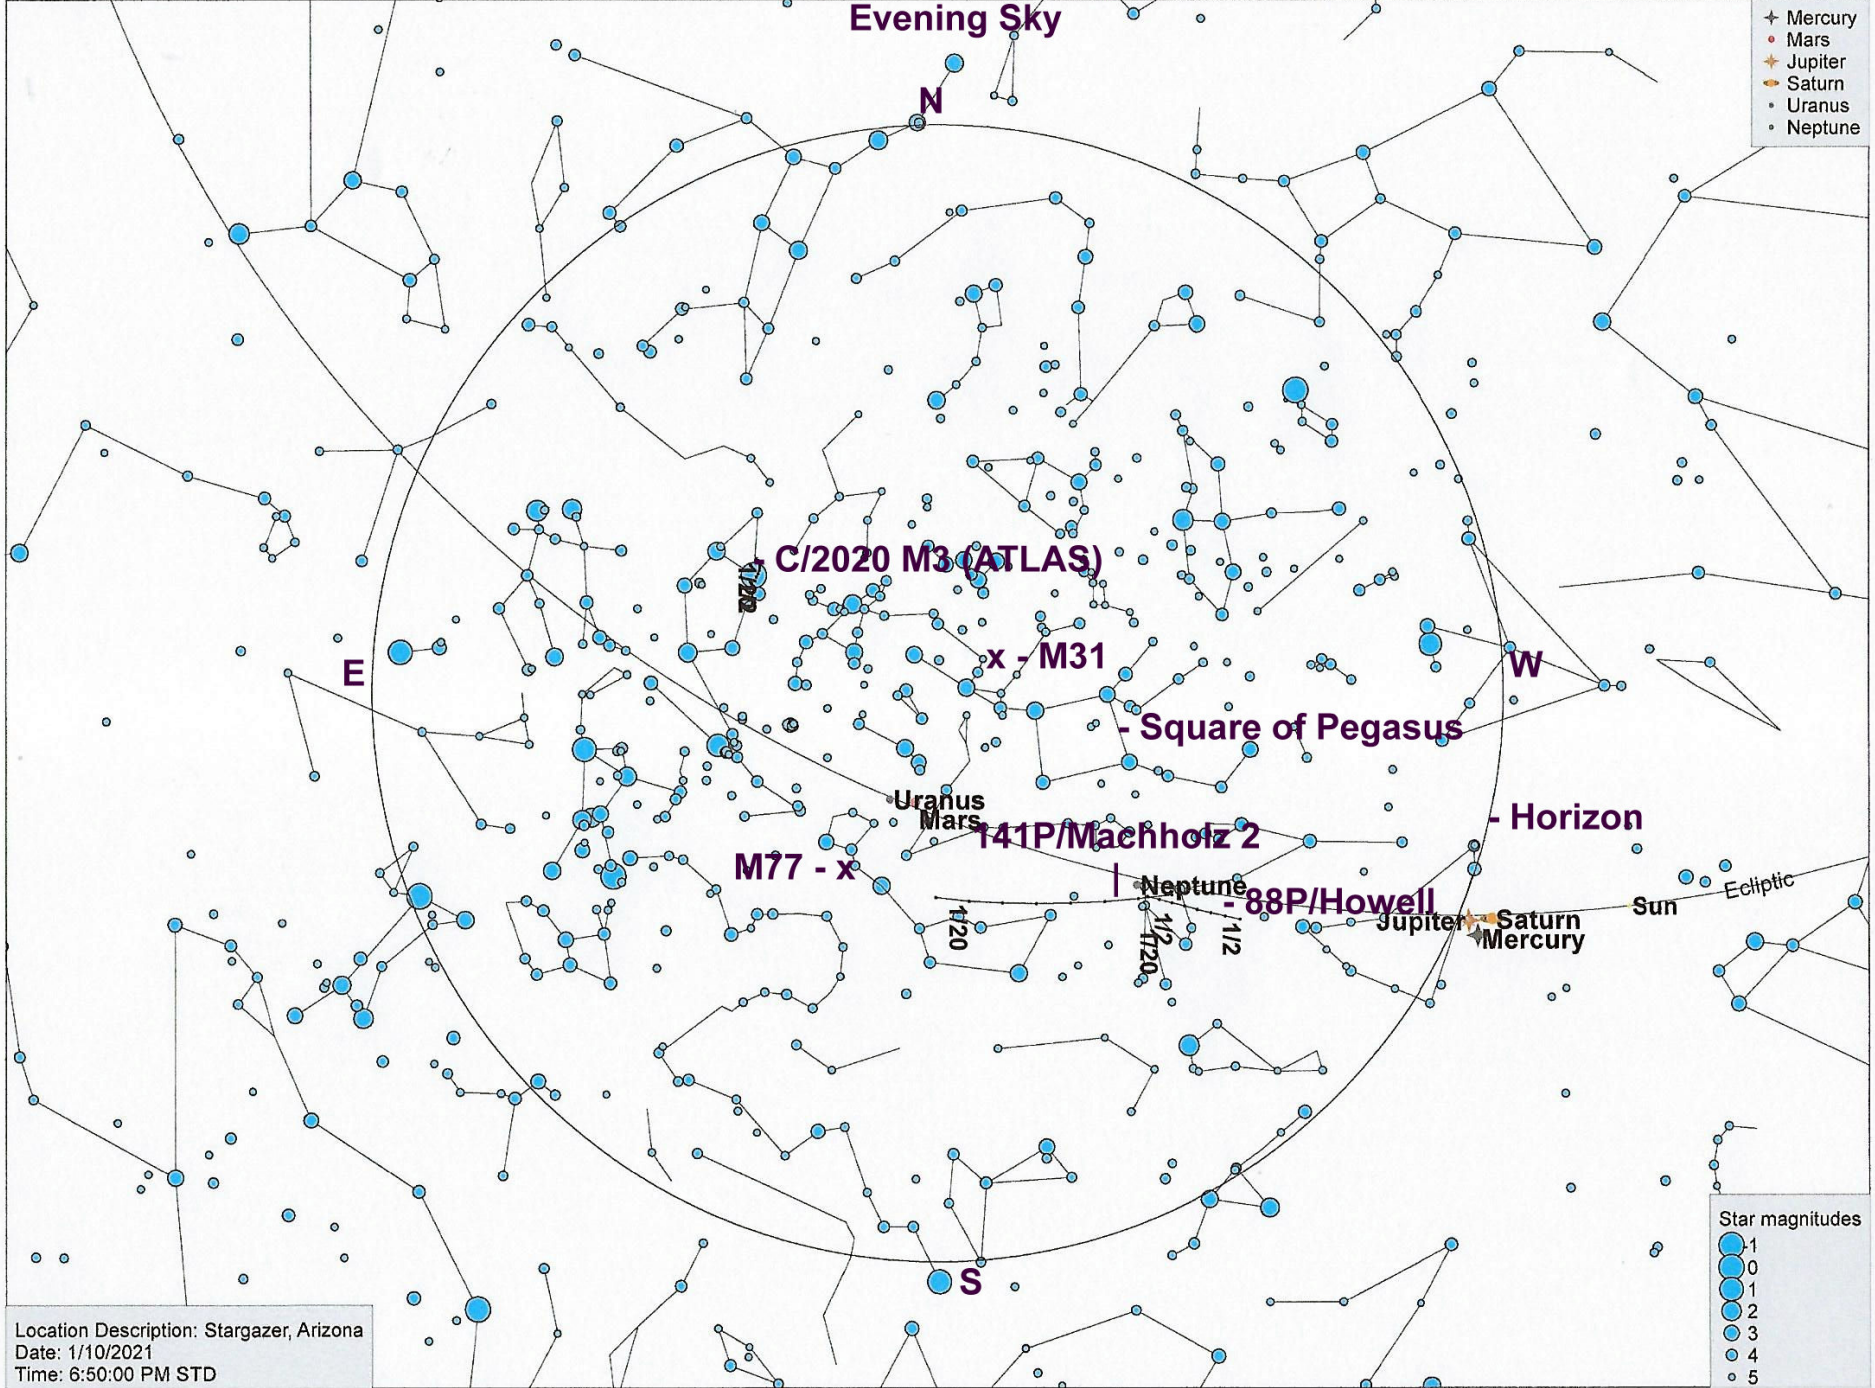 Evening Sky
Mercury
Mars
Jupiter
Saturn
Uranus
Neptune
N
- C/2020 M3 (ATLAS)
1/20
E
x - M31
W
- Square of Pegasus
Uranus
Mars
- Horizon
141P/Machholz 2
M77 - x
|
Neptune
- 88P/Howell
Ecliptic
Sun
Jupiter
Saturn
Mercury
1/20
1/2
1/20
1/2
S
Star magnitudes
-1
0
1
2
3
4
5
Location Description: Stargazer, Arizona
Date: 1/10/2021
Time: 6:50:00 PM STD